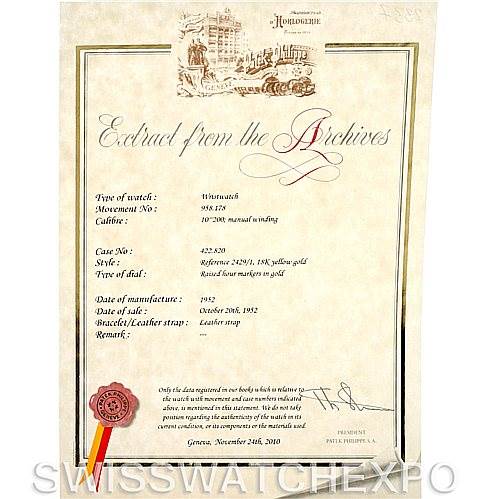 Manufacture
D'HORLOGERIE
GENEVE
Extract from the Archives
Type of watch : Wristwatch
Movement No : 958.178
Calibre : 10'''200; manual winding
Case No : 422.820
Style : Reference 2429/1, 18K yellow gold
Type of dial : Raised hour markers in gold
Date of manufacture : 1952
Date of sale : October 20th, 1952
Bracelet/Leather strap : Leather strap
Remark : ---
Only the data registered in our books which is relative to
the watch with movement and case numbers indicated
above, is mentioned in this statement. We do not take
position regarding the authenticity of the watch in its
current condition, or its components or the materials used.
Geneva, November 24th, 2010
PRESIDENT
PATEK PHILIPPE S.A.
SWISSWATCHEXPO